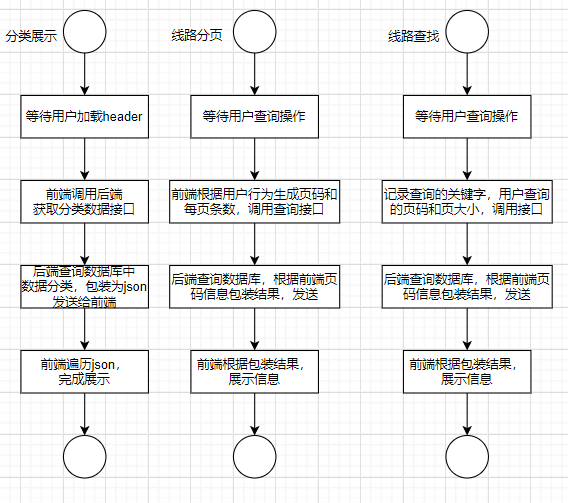 分类展示
等待用户加载header
前端调用后端
获取分类数据接口
后端查询数据库中
数据分类，包装为json
发送给前端
前端遍历json，
完成展示
线路分页
等待用户查询操作
前端根据用户行为生成页码和
每页条数，调用查询接口
后端查询数据库，根据前端页
码信息包装结果，发送
前端根据包装结果，
展示信息
线路查找
等待用户查询操作
记录查询的关键字，用户查询
的页码和页大小，调用接口
后端查询数据库，根据前端页
码信息包装结果，发送
前端根据包装结果，
展示信息